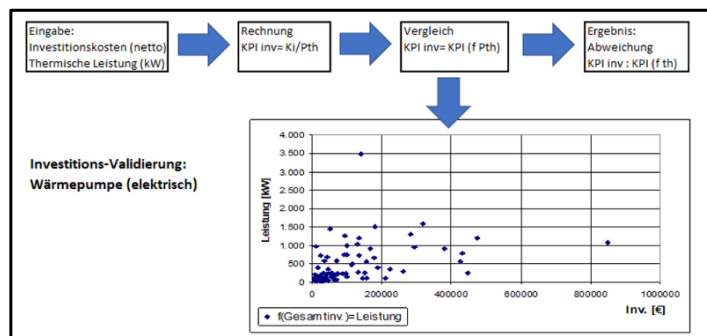 Eingabe:
Investitionskosten (netto)
Thermische Leistung (kW)
Rechnung
KPI inv= Ki/Pth
Vergleich
KPI inv= KPI (f Pth)
Ergebnis:
Abweichung
KPI inv : KPI (f th)
Investitions-Validierung:
Wärmepumpe (elektrisch)
Leistung [kW]
4.000
3.500
3.000
2.500
2.000
1.500
1.000
500
0
0
200000
400000
600000
800000
1000000
Inv. [€]
f(Gesamtinv.)=Leistung